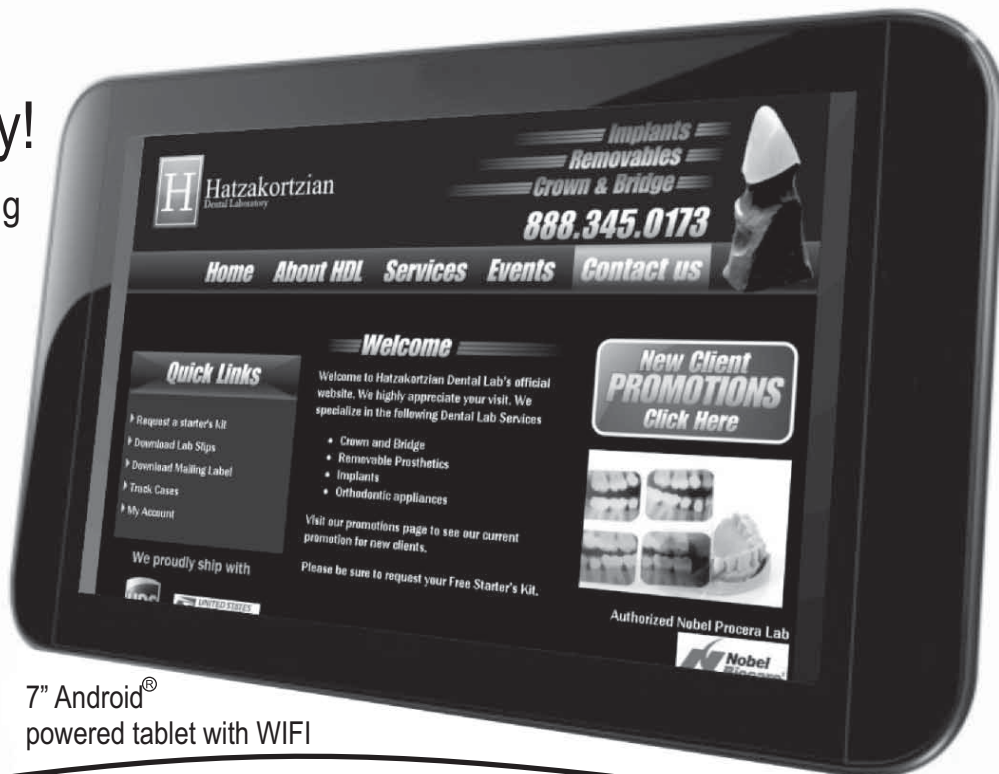 y!
g
Implants
Removables
Crown & Bridge
888.345.0173
H Hatzakortzian
Dental Laboratory
Home About HDL Services Events Contact us
Quick Links
Request a starter's Kit
Download Lab Slips
Download Mailing Label
Track Cases
My Account
We proudly ship with
UPS
UNITED STATES
Welcome
Welcome to Hatzakortzian Dental Lab's official
website. We highly appreciate your visit. We
specialize in the following Dental Lab Services
• Crown and Bridge
• Removable Prosthetics
• Implants
• Orthodontic appliances
Visit our promotions page to see our current
promotion for new clients.
Please be sure to request your Free Starter's Kit.
New Client
PROMOTIONS
Click Here
Authorized Nobel Procera Lab
Nobel
7” Android®
powered tablet with WIFI